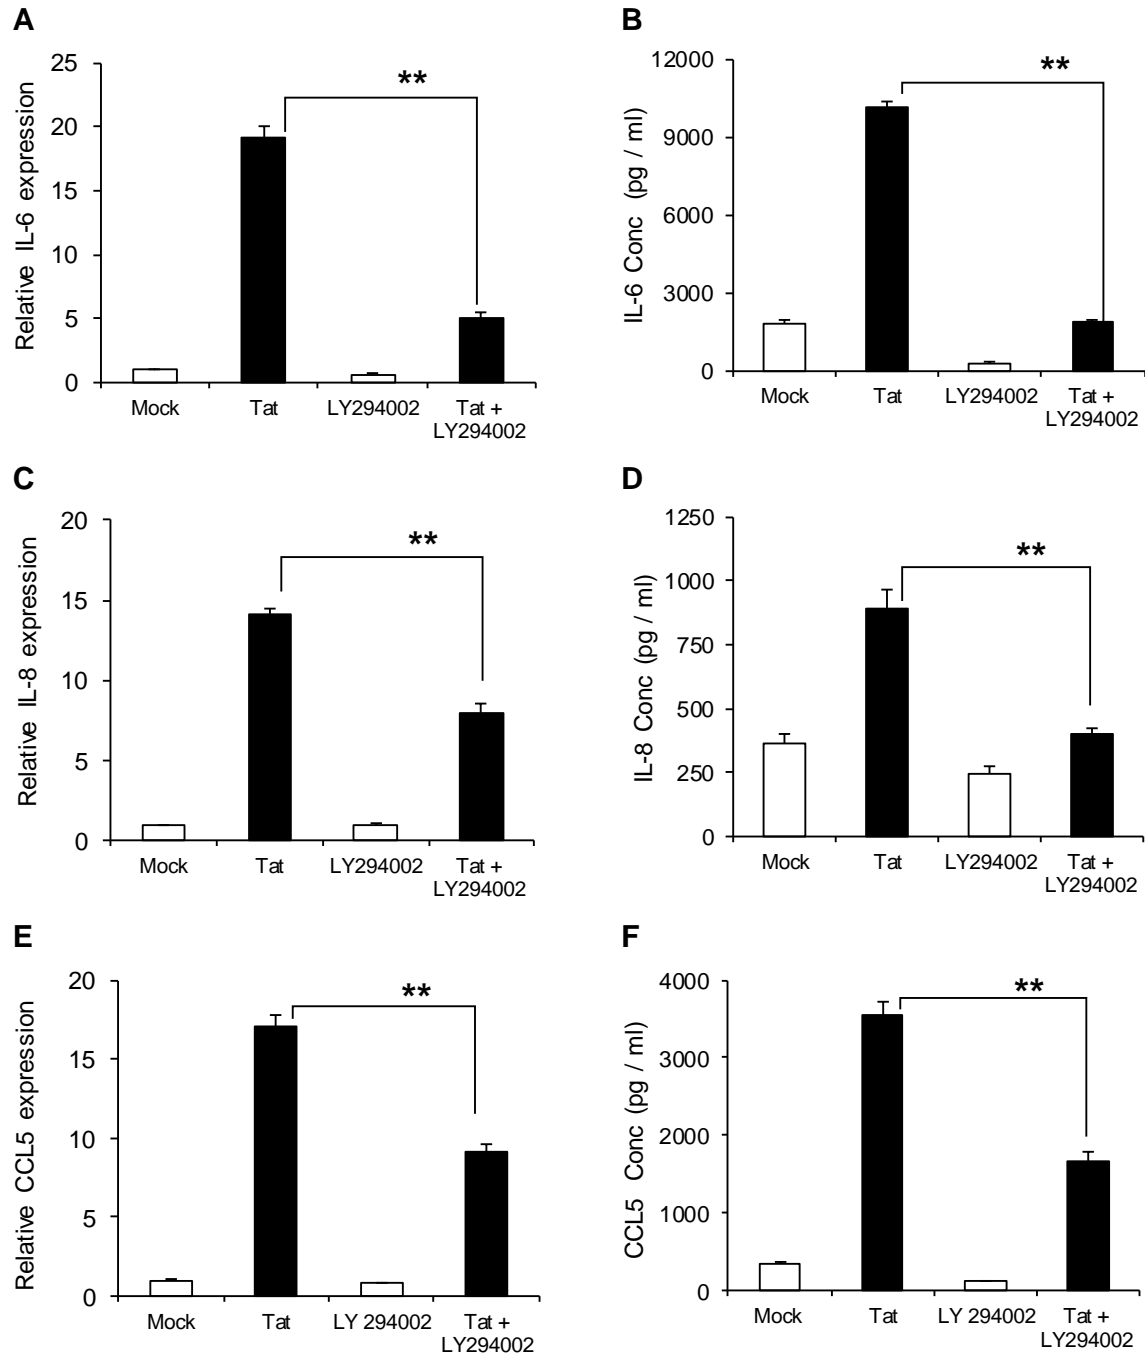 A
Relative IL-6 expression
25
20
15
10
5
0
**
Mock
Tat
LY294002
Tat +
LY294002
B
IL-6 Conc (pg / ml)
12000
9000
6000
3000
0
**
Mock
Tat
LY294002
Tat +
LY294002
C
Relative IL-8 expression
20
15
10
5
0
**
Mock
Tat
LY294002
Tat +
LY294002
D
IL-8 Conc (pg / ml)
1250
1000
750
500
250
0
**
Mock
Tat
LY294002
Tat +
LY294002
E
Relative CCL5 expression
20
15
10
5
0
**
Mock
Tat
LY 294002
Tat +
LY294002
F
CCL5 Conc (pg / ml)
4000
3000
2000
1000
0
**
Mock
Tat
LY294002
Tat +
LY294002